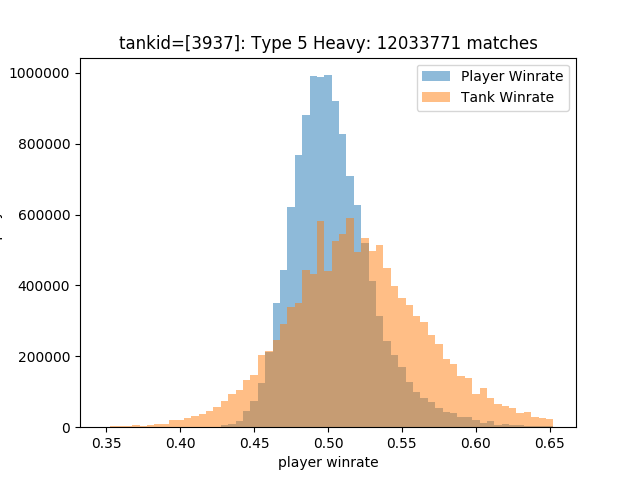 tankid=[3937]: Type 5 Heavy: 12033771 matches
Player Winrate
Tank Winrate
1000000
800000
600000
400000
200000
0
0.35 0.40 0.45 0.50 0.55 0.60 0.65
player winrate